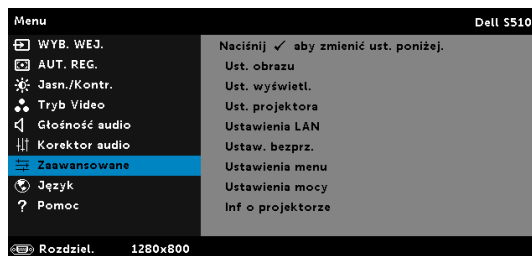 Menu
Dell S510
WYB. WEJ.
AUT. REG.
Jasn./Kontr.
Tryb Video
Głośność audio
Korektor audio
Zaawansowane
Język
Pomoc
Naciśnij ✓ aby zmienić ust. poniżej.
Ust. obrazu
Ust. wyświetl.
Ust. projektora
Ustawienia LAN
Ustaw. bezprz.
Ustawienia menu
Ustawienia mocy
Inf o projektorze
Rozdziel. 1280x800